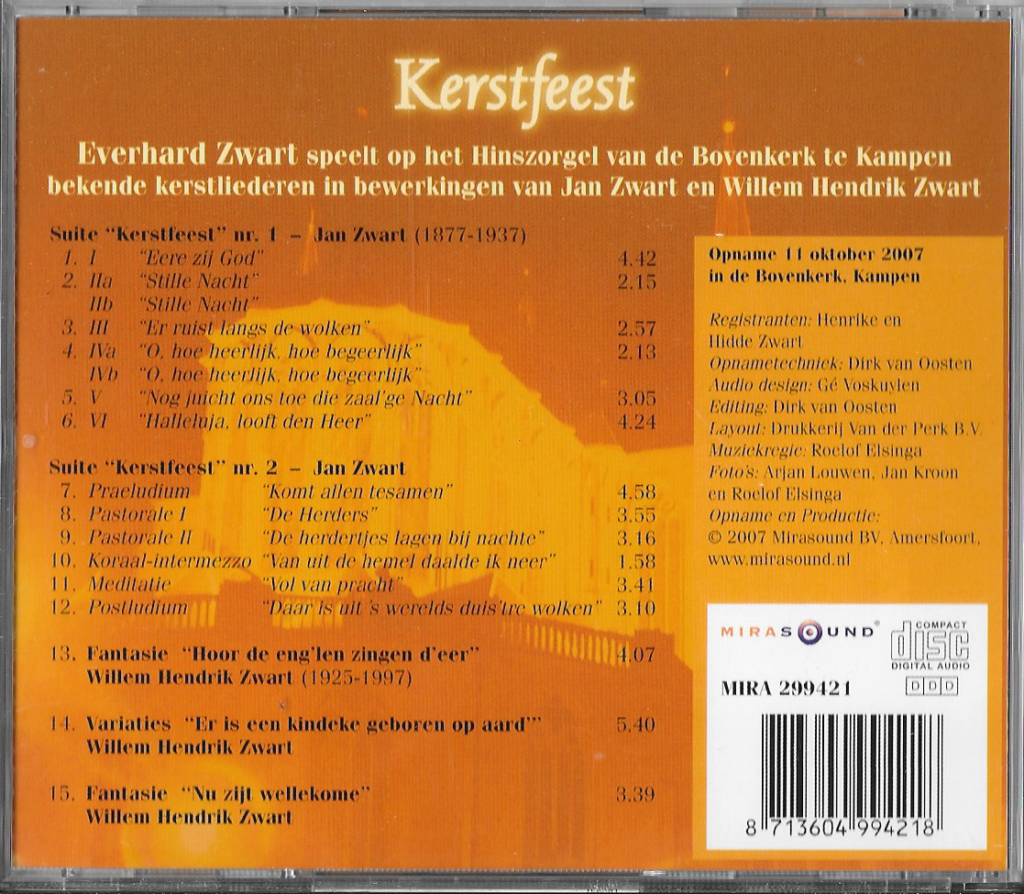 Kerstfeest
Everhard Zwart speelt op het Hinszorgel van de Bovenkerk te Kampen
bekende kerstliederen in bewerkingen van Jan Zwart en Willem Hendrik Zwart
Suite "Kerstfeest" nr. 1 – Jan Zwart (1877-1937)
1. I "Eere zij God" 4.42
2. IIa "Stille Nacht" 2.15
IIb "Stille Nacht"
3. III "Er ruist langs de wolken" 2.57
4. IVa "O, hoe heerlijk, hoe begeerlijk" 2.13
IVb "O, hoe heerlijk, hoe begeerlijk"
5. V "Nog juicht ons toe die zaal'ge Nacht" 3.05
6. VI "Halleluja, looft den Heer" 4.24
Suite "Kerstfeest" nr. 2 – Jan Zwart
7. Praeludium "Komt allen tesamen" 4.58
8. Pastorale I "De Herders" 3.55
9. Pastorale II "De herdertjes lagen bij nachte" 3.16
10. Koraal-intermezzo "Van uit de hemel daalde ik neer" 1.58
11. Meditatie "Vol van pracht" 3.41
12. Postludium "Daar is uit 's werelds duis'tre wolken" 3.10
13. Fantasie "Hoor de eng'len zingen d'eer" 4.07
Willem Hendrik Zwart (1925-1997)
14. Variaties "Er is een kindeke geboren op aard'" 5.40
Willem Hendrik Zwart
15. Fantasie "Nu zijt wellekome" 3.39
Willem Hendrik Zwart
Opname 11 oktober 2007
in de Bovenkerk, Kampen
Registranten: Henrike en
Hidde Zwart
Opnametechniek: Dirk van Oosten
Audio design: Gé Voskuylen
Editing: Dirk van Oosten
Layout: Drukkerij Van der Perk B.V.
Muziekregie: Roelof Elsinga
Foto's: Arjan Louwen, Jan Kroon
en Roelof Elsinga
Opname en Productie:
© 2007 Mirasound BV, Amersfoort,
www.mirasound.nl
MIRASOUND®
COMPACT
disc
DIGITAL AUDIO
DDD
MIRA 299421
8 713604 994218